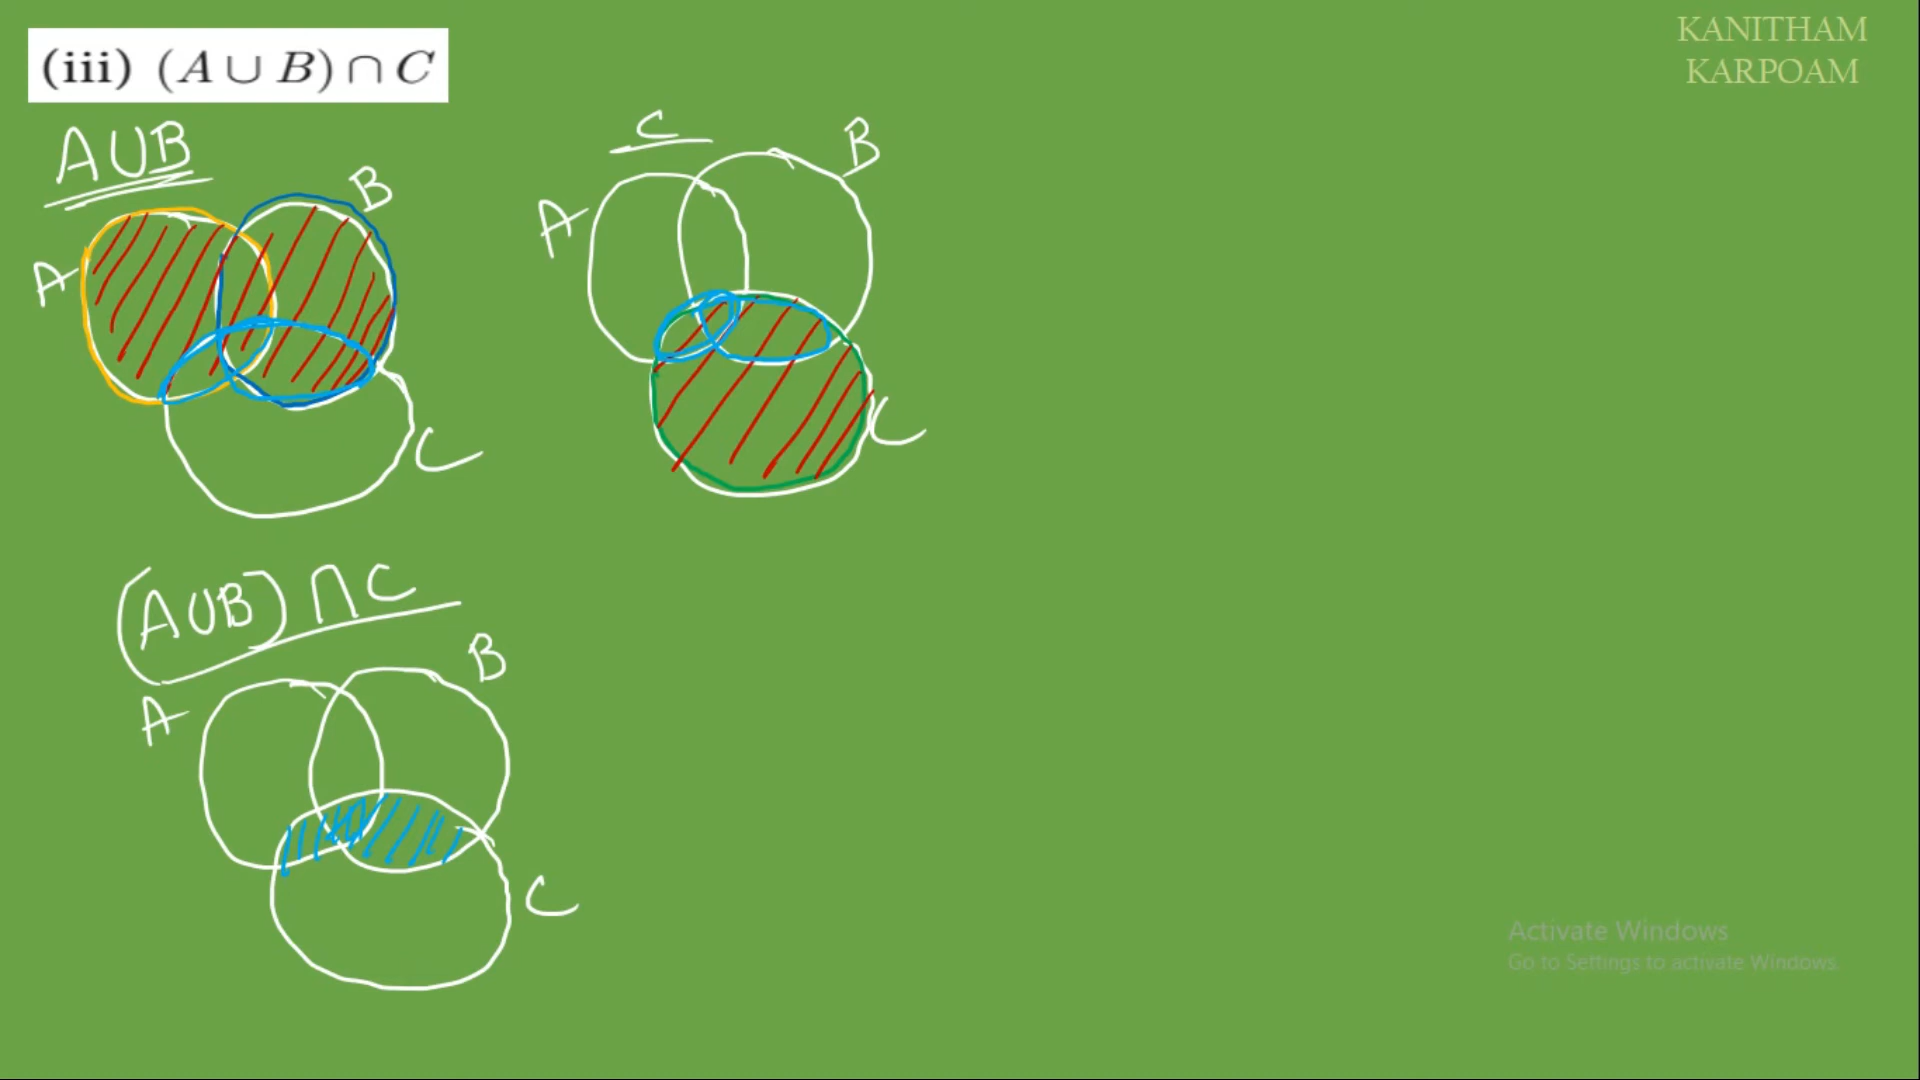 (iii) (A ∪ B) ∩ C
KANITHAM
KARPOAM
A∪B
A
B
C
C
A
B
C
(A∪B)∩C
A
B
C
Activate Windows
Go to Settings to activate Windows.